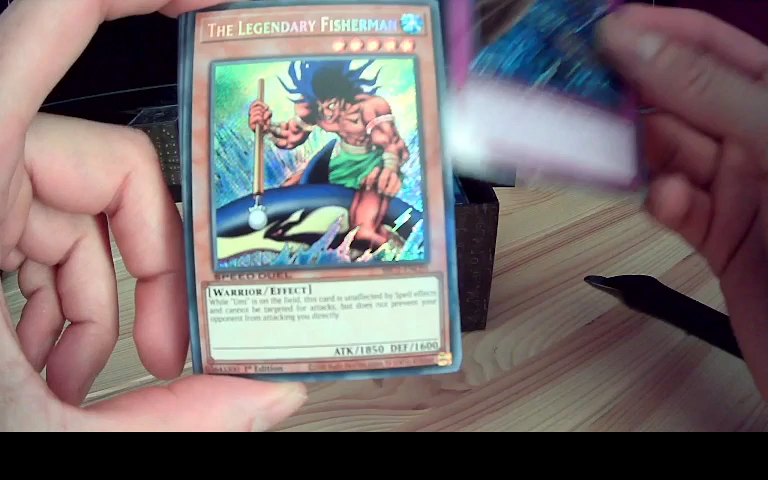 THE LEGENDARY FISHERMAN
SPEED DUEL
[WARRIOR/EFFECT]
While "Umi" is on the field, this card is unaffected by Spell effects
and cannot be targeted for attacks, but does not prevent your
opponent from attacking you directly.
ATK/1850 DEF/1600
1st Edition